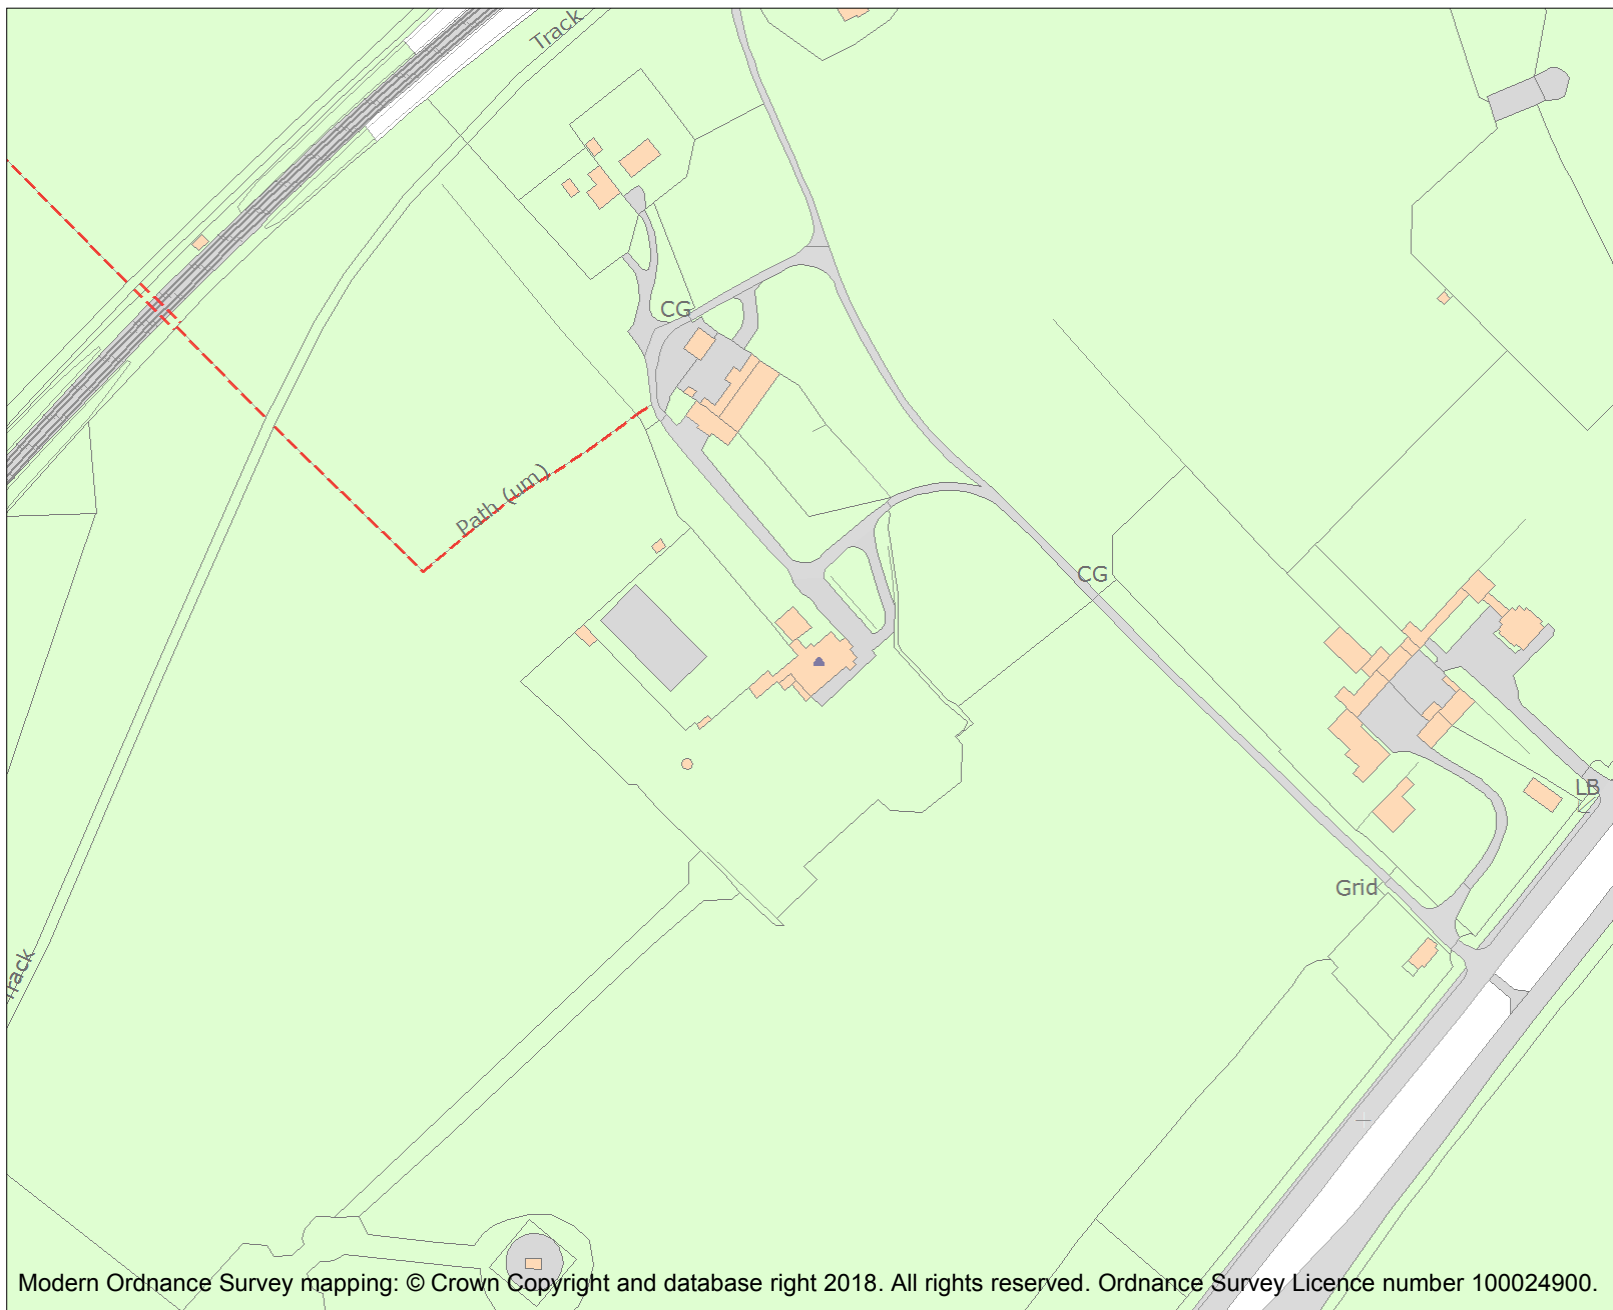 Track
CG
Path (um)
CG
LB
Grid
Track
Modern Ordnance Survey mapping: © Crown Copyright and database right 2018. All rights reserved. Ordnance Survey Licence number 100024900.